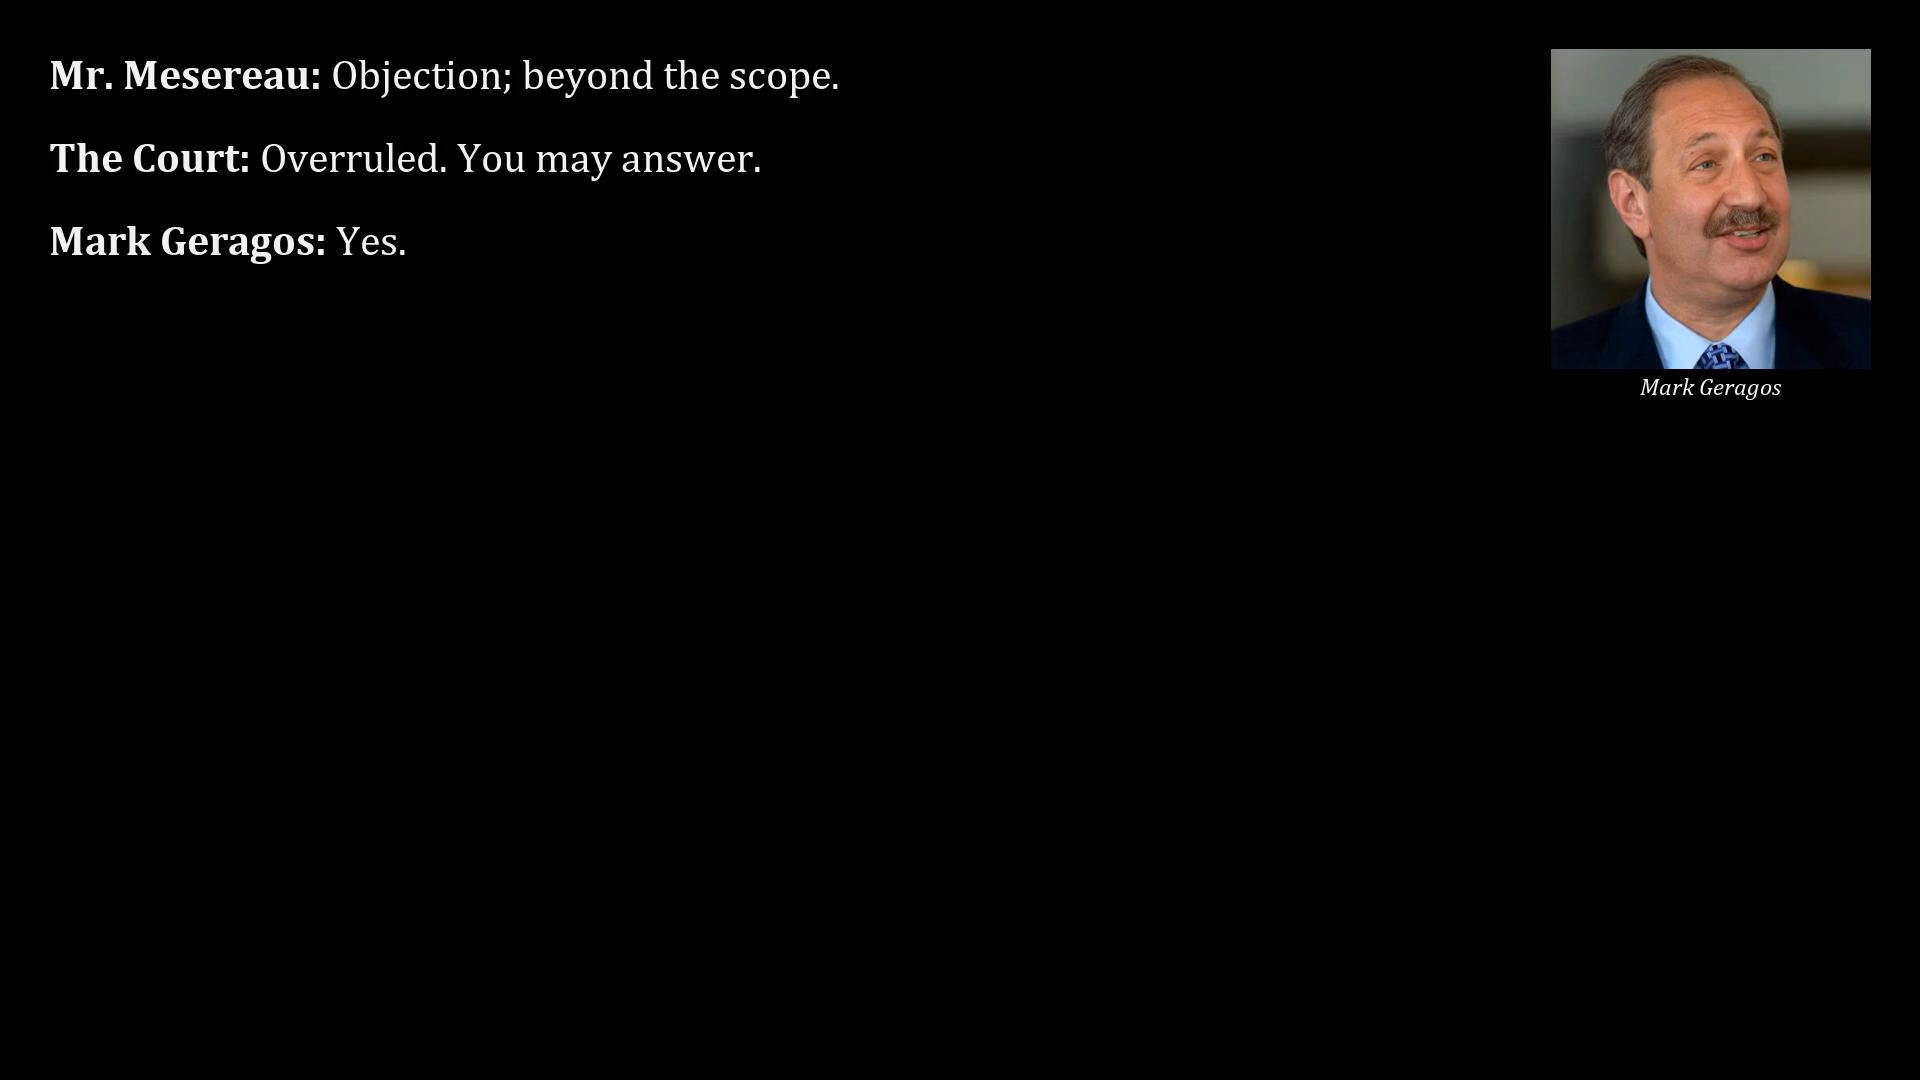 Mr. Mesereau: Objection; beyond the scope.
The Court: Overruled. You may answer.
Mark Geragos: Yes.
Mark Geragos